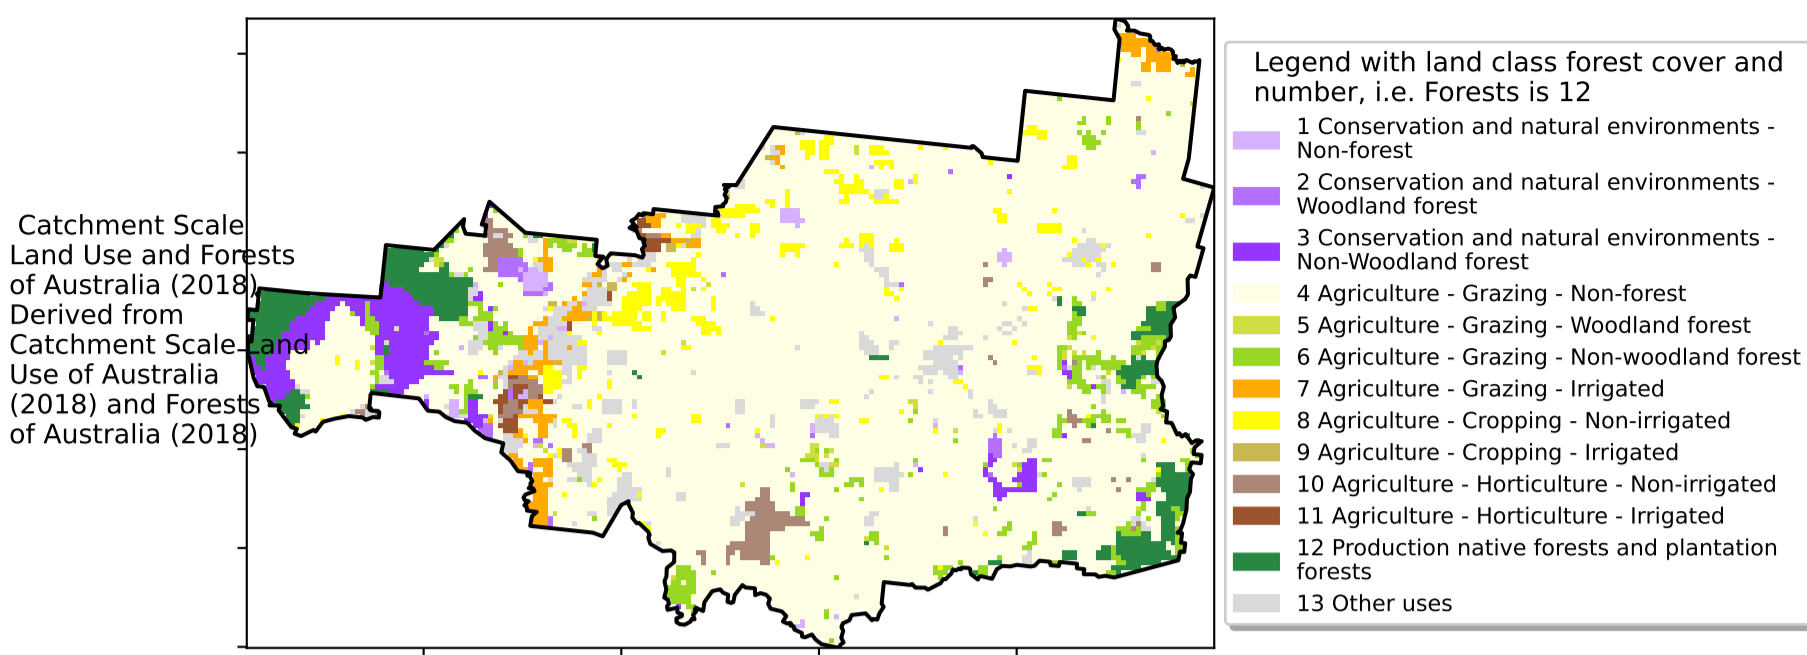 Catchment Scale
Land Use and Forests
of Australia (2018)
Derived from
Catchment Scale Land
Use of Australia
(2018) and Forests
of Australia (2018)
Legend with land class forest cover and
number, i.e. Forests is 12
1 Conservation and natural environments -
Non-forest
2 Conservation and natural environments -
Woodland forest
3 Conservation and natural environments -
Non-Woodland forest
4 Agriculture - Grazing - Non-forest
5 Agriculture - Grazing - Woodland forest
6 Agriculture - Grazing - Non-woodland forest
7 Agriculture - Grazing - Irrigated
8 Agriculture - Cropping - Non-irrigated
9 Agriculture - Cropping - Irrigated
10 Agriculture - Horticulture - Non-irrigated
11 Agriculture - Horticulture - Irrigated
12 Production native forests and plantation
forests
13 Other uses